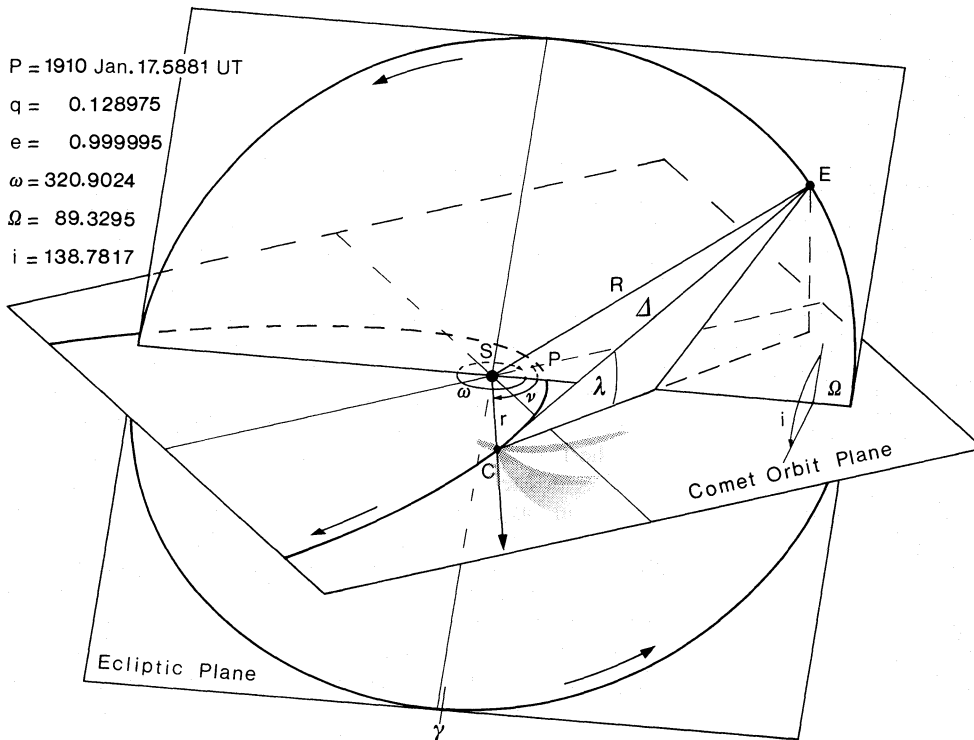 P = 1910 Jan. 17.5881 UT
q = 0.128975
e = 0.999995
ω = 320.9024
Ω = 89.3295
i = 138.7817
E
R
Δ
S
P
ω
ν
λ
r
Ω
i
C
Comet Orbit Plane
Ecliptic Plane
γ